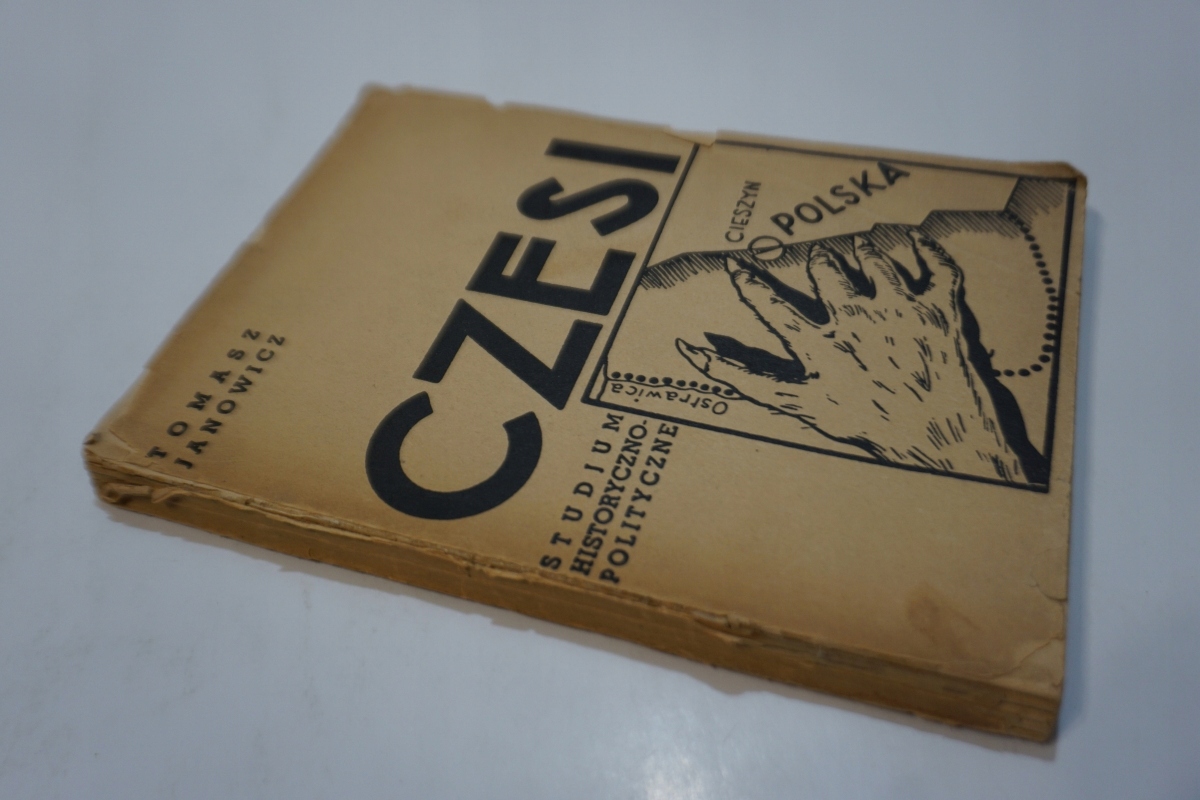 TOMASZ
JANOWICZ
CZESI
STUDIUM
HISTORYCZNO-
POLITYCZNE
CIESZYN
POLSKA
Ostrawica